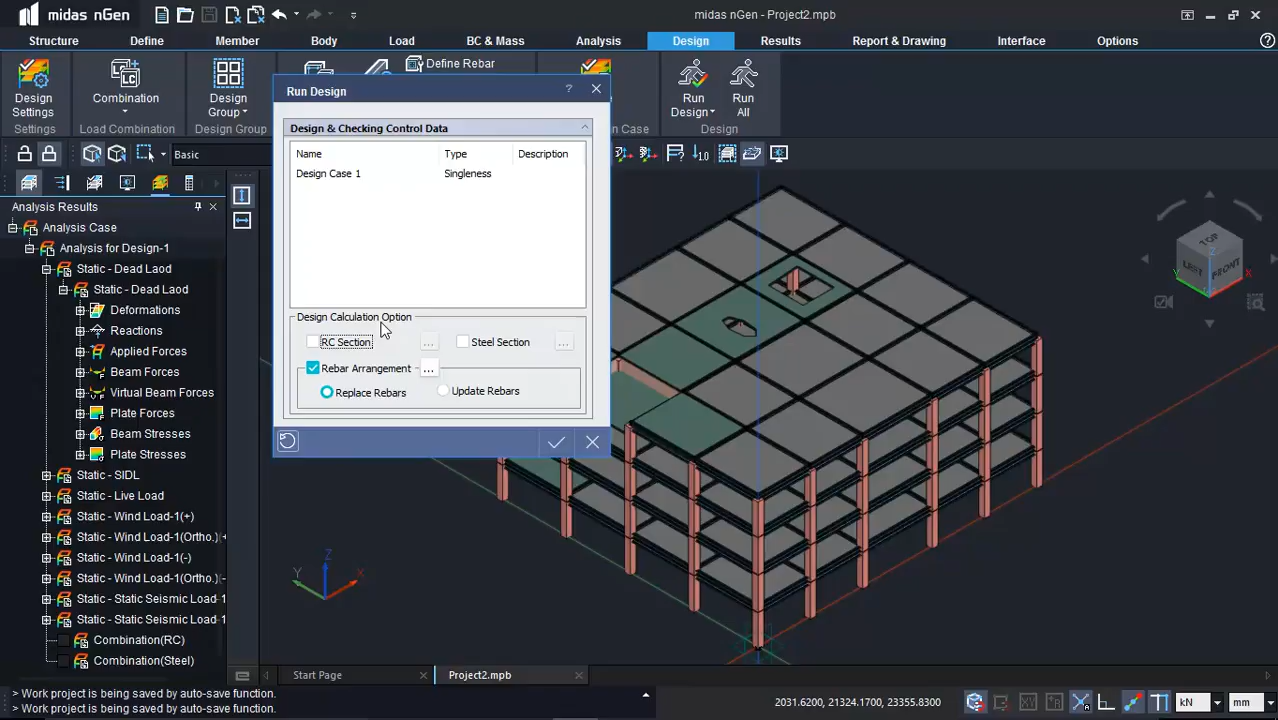 midas nGen
midas nGen - Project2.mpb
Structure Define Member Body Load BC & Mass Analysis Design Results Report & Drawing Interface Options
Design Settings
Combination
Design Group
Define Rebar
Run Design
Run All
Settings Load Combination Design Group Case Design
Basic
1.0
Analysis Results
Analysis Case
Analysis for Design-1
Static - Dead Laod
Static - Dead Laod
Deformations
Reactions
Applied Forces
Beam Forces
Virtual Beam Forces
Plate Forces
Beam Stresses
Plate Stresses
Static - SIDL
Static - Live Load
Static - Wind Load-1(+)
Static - Wind Load-1(Ortho.)(+
Static - Wind Load-1(-)
Static - Wind Load-1(Ortho.)(-
Static - Static Seismic Load-1
Static - Static Seismic Load-1
Combination(RC)
Combination(Steel)
Run Design
?
Design & Checking Control Data
Name Type Description
Design Case 1 Singleness
Design Calculation Option
RC Section ... Steel Section ...
Rebar Arrangement ...
Replace Rebars Update Rebars
TOP
LEFT FRONT
Z
Y X
Z
Y X
Start Page Project2.mpb
> Work project is being saved by auto-save function.
> Work project is being saved by auto-save function.
2031.6200, 21324.1700, 23355.8300
kN mm